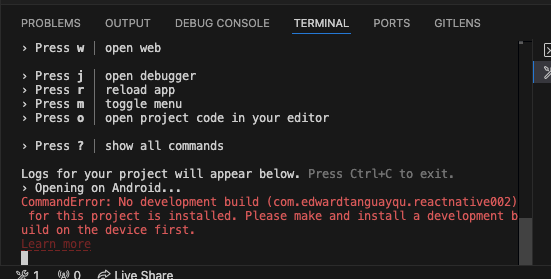 PROBLEMS OUTPUT DEBUG CONSOLE TERMINAL PORTS GITLENS
› Press w │ open web
› Press j │ open debugger
› Press r │ reload app
› Press m │ toggle menu
› Press o │ open project code in your editor
› Press ? │ show all commands
Logs for your project will appear below. Press Ctrl+C to exit.
› Opening on Android...
CommandError: No development build (com.edwardtanguayqu.reactnative002)
for this project is installed. Please make and install a development b
uild on the device first.
Learn more
1 0 Live Share